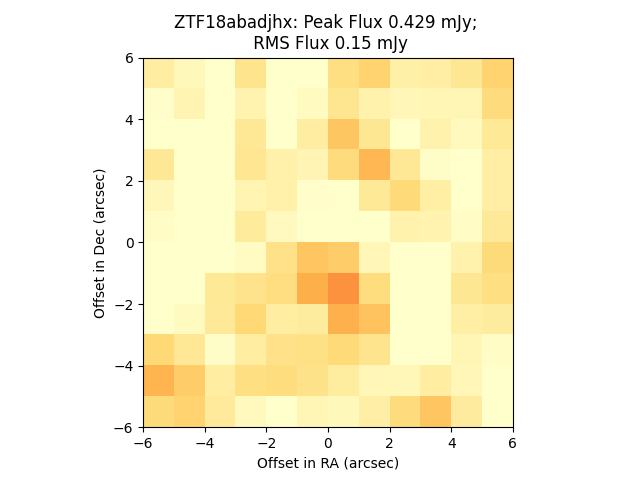 ZTF18abadjhx: Peak Flux 0.429 mJy;
RMS Flux 0.15 mJy
6
4
2
0
−2
−4
−6
Offset in Dec (arcsec)
−6 −4 −2 0 2 4 6
Offset in RA (arcsec)